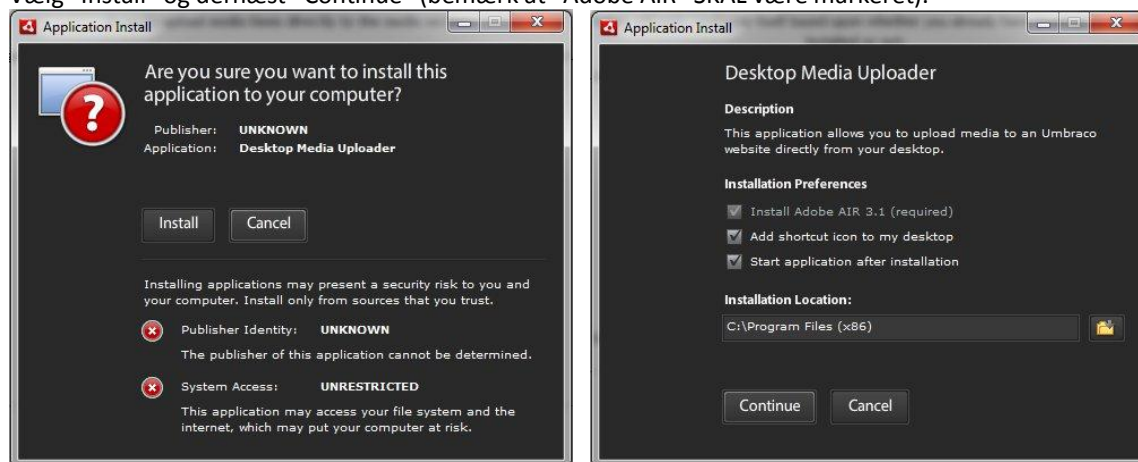 Vælg "Install" og dernæst "Continue" (bemærk at "Adobe AIR" SKAL være markeret).
Application Install
Are you sure you want to install this
application to your computer?
Publisher: UNKNOWN
Application: Desktop Media Uploader
Install Cancel
Installing applications may present a security risk to you and
your computer. Install only from sources that you trust.
Publisher Identity: UNKNOWN
The publisher of this application cannot be determined.
System Access: UNRESTRICTED
This application may access your file system and the
internet, which may put your computer at risk.
Application Install
Desktop Media Uploader
Description
This application allows you to upload media to an Umbraco
website directly from your desktop.
Installation Preferences
Install Adobe AIR 3.1 (required)
Add shortcut icon to my desktop
Start application after installation
Installation Location:
C:\Program Files (x86)
Continue Cancel